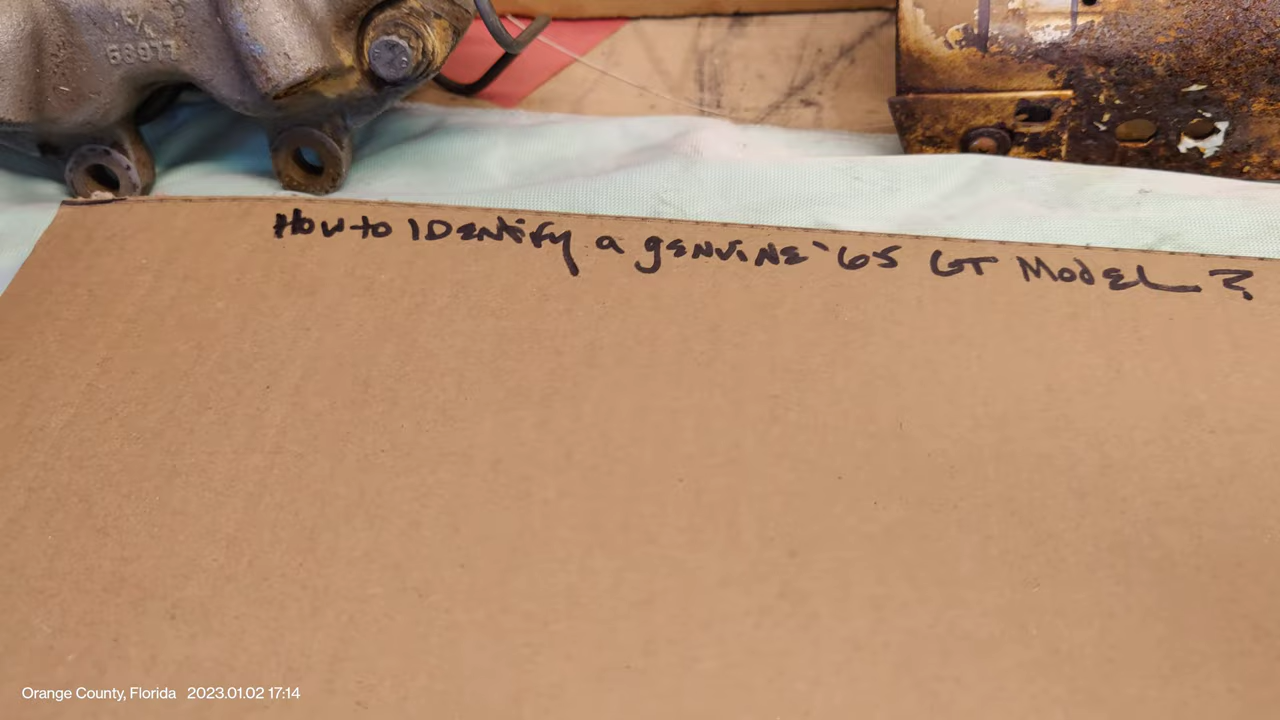 68977
How to IDentify a genuine '65 GT Model?
Orange County, Florida 2023.01.02 17:14